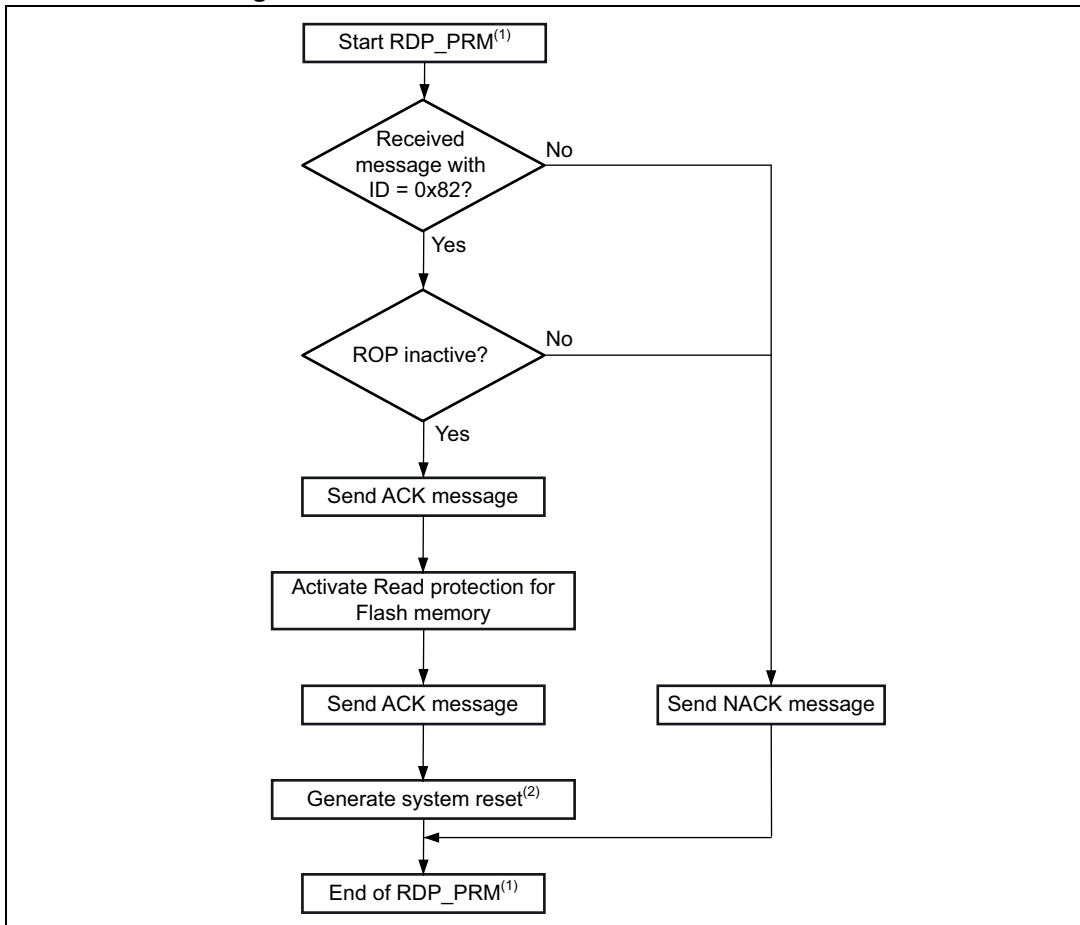 Start RDP_PRM(1)
Received
message with
ID = 0x82?
No
Yes
ROP inactive?
No
Yes
Send ACK message
Activate Read protection for
Flash memory
Send ACK message
Send NACK message
Generate system reset(2)
End of RDP_PRM(1)